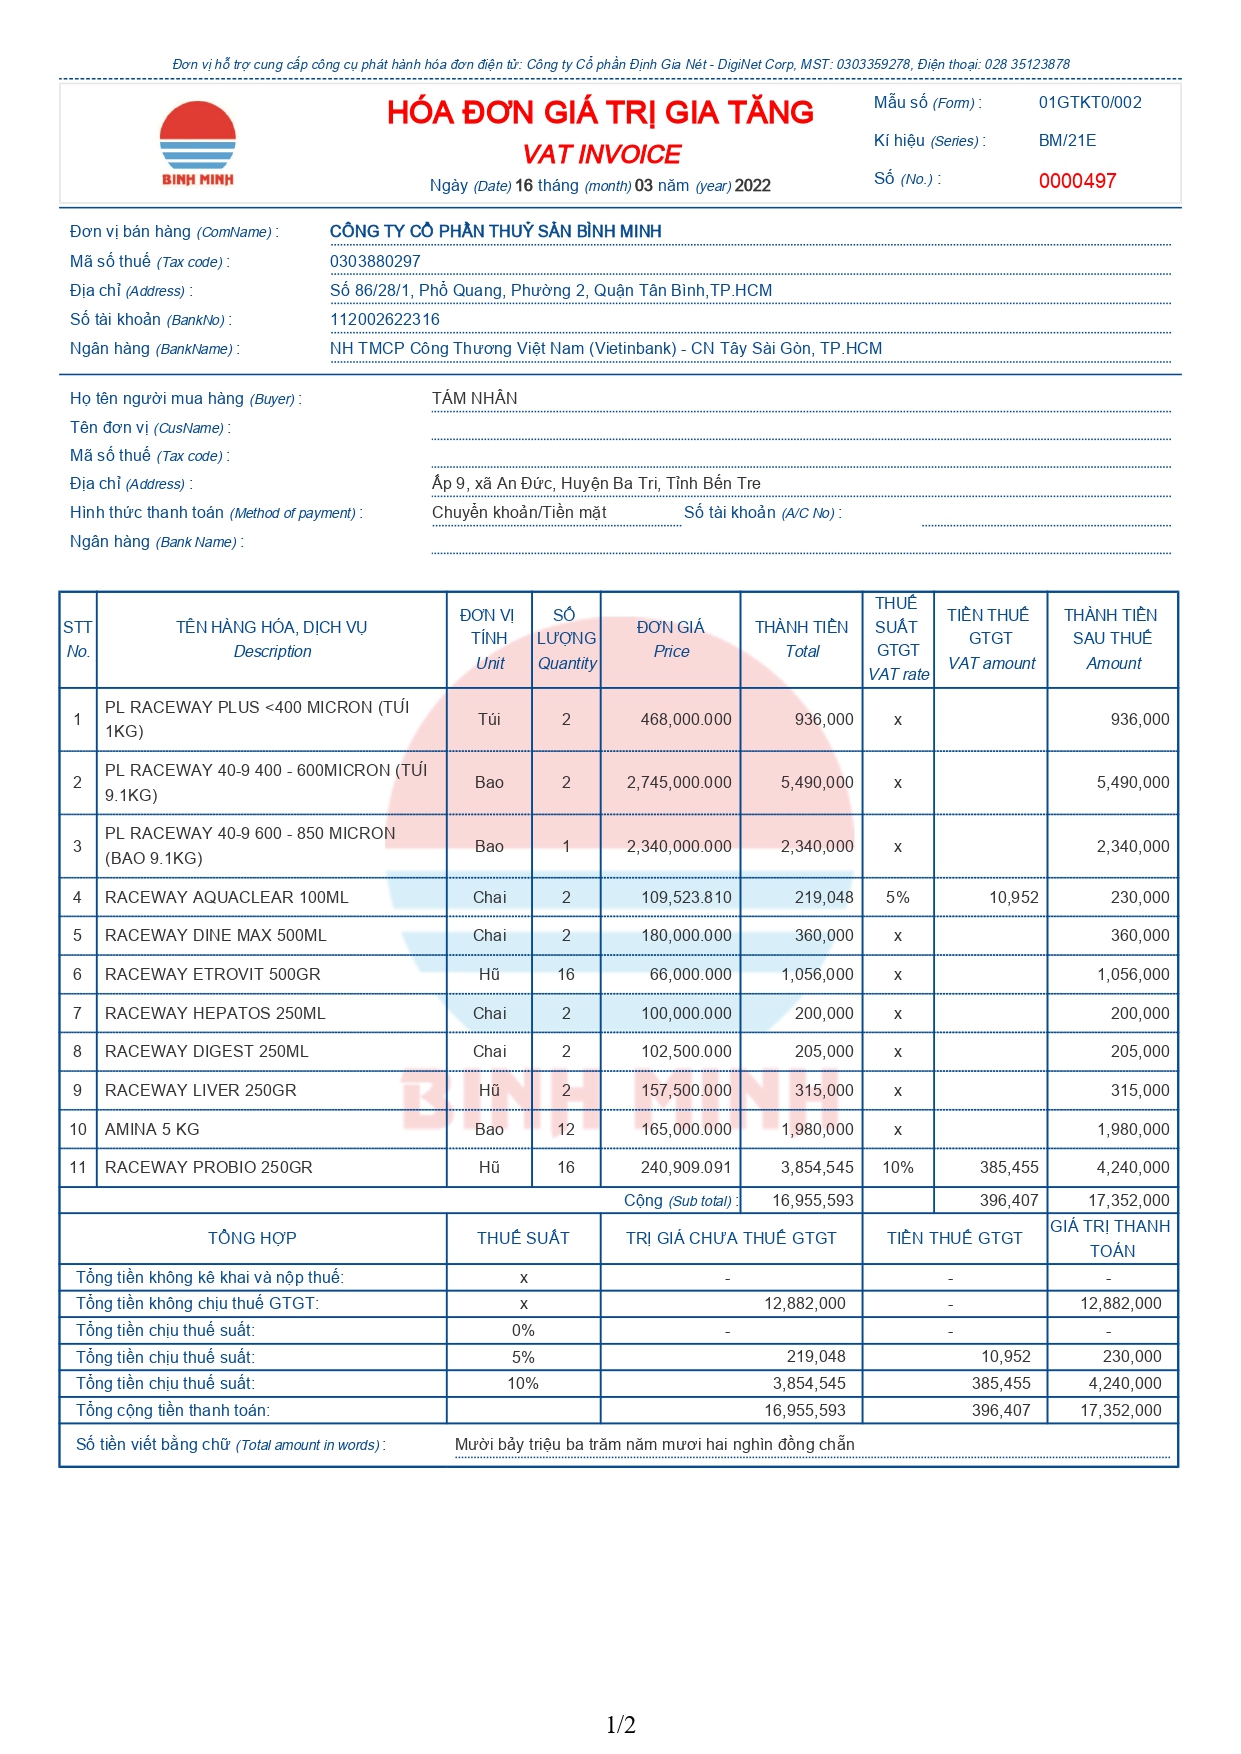 Đơn vị hỗ trợ cung cấp công cụ phát hành hóa đơn điện tử: Công ty Cổ phần Định Gia Nét - DigiNet Corp, MST: 0303359278, Điện thoại: 028 35123878
BINH MINH
HÓA ĐƠN GIÁ TRỊ GIA TĂNG
VAT INVOICE
Ngày (Date) 16 tháng (month) 03 năm (year) 2022
Mẫu số (Form) : 01GTKT0/002
Kí hiệu (Series) : BM/21E
Số (No.) : 0000497
Đơn vị bán hàng (ComName) : CÔNG TY CỔ PHẦN THUỶ SẢN BÌNH MINH
Mã số thuế (Tax code) : 0303880297
Địa chỉ (Address) : Số 86/28/1, Phổ Quang, Phường 2, Quận Tân Bình,TP.HCM
Số tài khoản (BankNo) : 112002622316
Ngân hàng (BankName) : NH TMCP Công Thương Việt Nam (Vietinbank) - CN Tây Sài Gòn, TP.HCM
Họ tên người mua hàng (Buyer) : TÁM NHÂN
Tên đơn vị (CusName) :
Mã số thuế (Tax code) :
Địa chỉ (Address) : Ấp 9, xã An Đức, Huyện Ba Tri, Tỉnh Bến Tre
Hình thức thanh toán (Method of payment) : Chuyển khoản/Tiền mặt Số tài khoản (A/C No) :
Ngân hàng (Bank Name) :
STT No.
TÊN HÀNG HÓA, DỊCH VỤ Description
ĐƠN VỊ TÍNH Unit
SỐ LƯỢNG Quantity
ĐƠN GIÁ Price
THÀNH TIỀN Total
THUẾ SUẤT GTGT VAT rate
TIỀN THUẾ GTGT VAT amount
THÀNH TIỀN SAU THUẾ Amount
1 PL RACEWAY PLUS <400 MICRON (TÚI 1KG) Túi 2 468,000.000 936,000 x 936,000
2 PL RACEWAY 40-9 400 - 600MICRON (TÚI 9.1KG) Bao 2 2,745,000.000 5,490,000 x 5,490,000
3 PL RACEWAY 40-9 600 - 850 MICRON (BAO 9.1KG) Bao 1 2,340,000.000 2,340,000 x 2,340,000
4 RACEWAY AQUACLEAR 100ML Chai 2 109,523.810 219,048 5% 10,952 230,000
5 RACEWAY DINE MAX 500ML Chai 2 180,000.000 360,000 x 360,000
6 RACEWAY ETROVIT 500GR Hũ 16 66,000.000 1,056,000 x 1,056,000
7 RACEWAY HEPATOS 250ML Chai 2 100,000.000 200,000 x 200,000
8 RACEWAY DIGEST 250ML Chai 2 102,500.000 205,000 x 205,000
9 RACEWAY LIVER 250GR Hũ 2 157,500.000 315,000 x 315,000
10 AMINA 5 KG Bao 12 165,000.000 1,980,000 x 1,980,000
11 RACEWAY PROBIO 250GR Hũ 16 240,909.091 3,854,545 10% 385,455 4,240,000
BINH MINH
Cộng (Sub total) : 16,955,593 396,407 17,352,000
TỔNG HỢP THUẾ SUẤT TRỊ GIÁ CHƯA THUẾ GTGT TIỀN THUẾ GTGT GIÁ TRỊ THANH TOÁN
Tổng tiền không kê khai và nộp thuế: x - - -
Tổng tiền không chịu thuế GTGT: x 12,882,000 - 12,882,000
Tổng tiền chịu thuế suất: 0% - - -
Tổng tiền chịu thuế suất: 5% 219,048 10,952 230,000
Tổng tiền chịu thuế suất: 10% 3,854,545 385,455 4,240,000
Tổng cộng tiền thanh toán: 16,955,593 396,407 17,352,000
Số tiền viết bằng chữ (Total amount in words) : Mười bảy triệu ba trăm năm mươi hai nghìn đồng chẵn
1/2